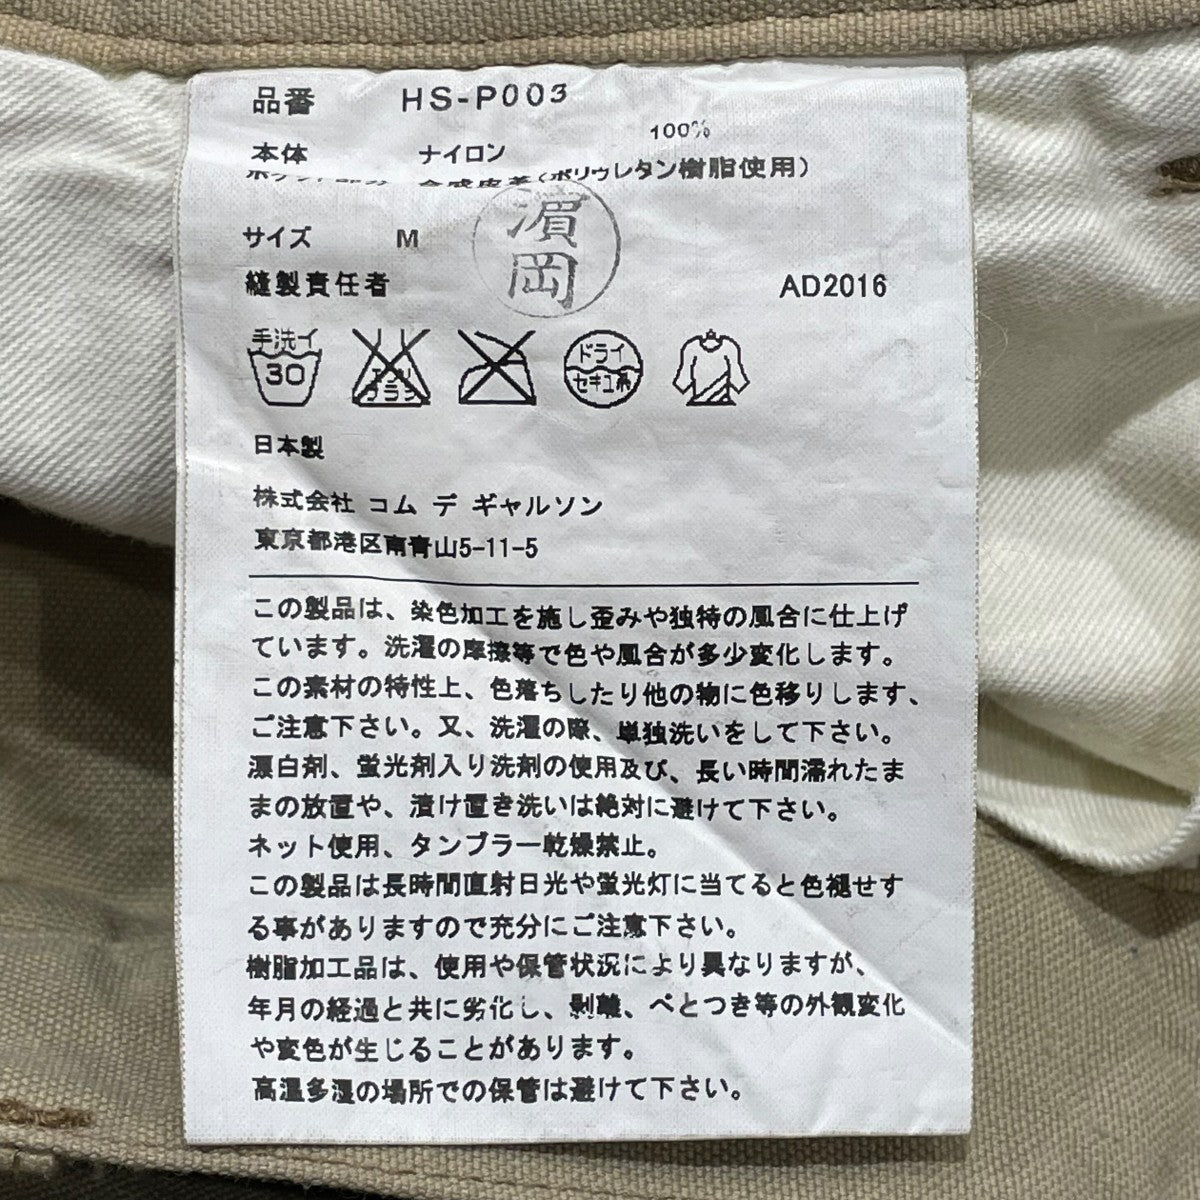 品番 HS-P003
本体 ナイロン 100%
ポケット部分 合成皮革(ポリウレタン樹脂使用)
サイズ M
濵岡
縫製責任者 AD2016
手洗イ 30
エンソ サラシ
ドライ セキユ系
日本製
株式会社 コム デ ギャルソン
東京都港区南青山5-11-5
この製品は、染色加工を施し歪みや独特の風合に仕上げ
ています。洗濯の摩擦等で色や風合が多少変化します。
この素材の特性上、色落ちしたり他の物に色移りします、
ご注意下さい。又、洗濯の際、単独洗いをして下さい。
漂白剤、蛍光剤入り洗剤の使用及び、長い時間濡れたま
まの放置や、漬け置き洗いは絶対に避けて下さい。
ネット使用、タンブラー乾燥禁止。
この製品は長時間直射日光や蛍光灯に当てると色褪せす
る事がありますので充分にご注意下さい。
樹脂加工品は、使用や保管状況により異なりますが、
年月の経過と共に劣化し、剥離、べとつき等の外観変化
や変色が生じることがあります。
高温多湿の場所での保管は避けて下さい。